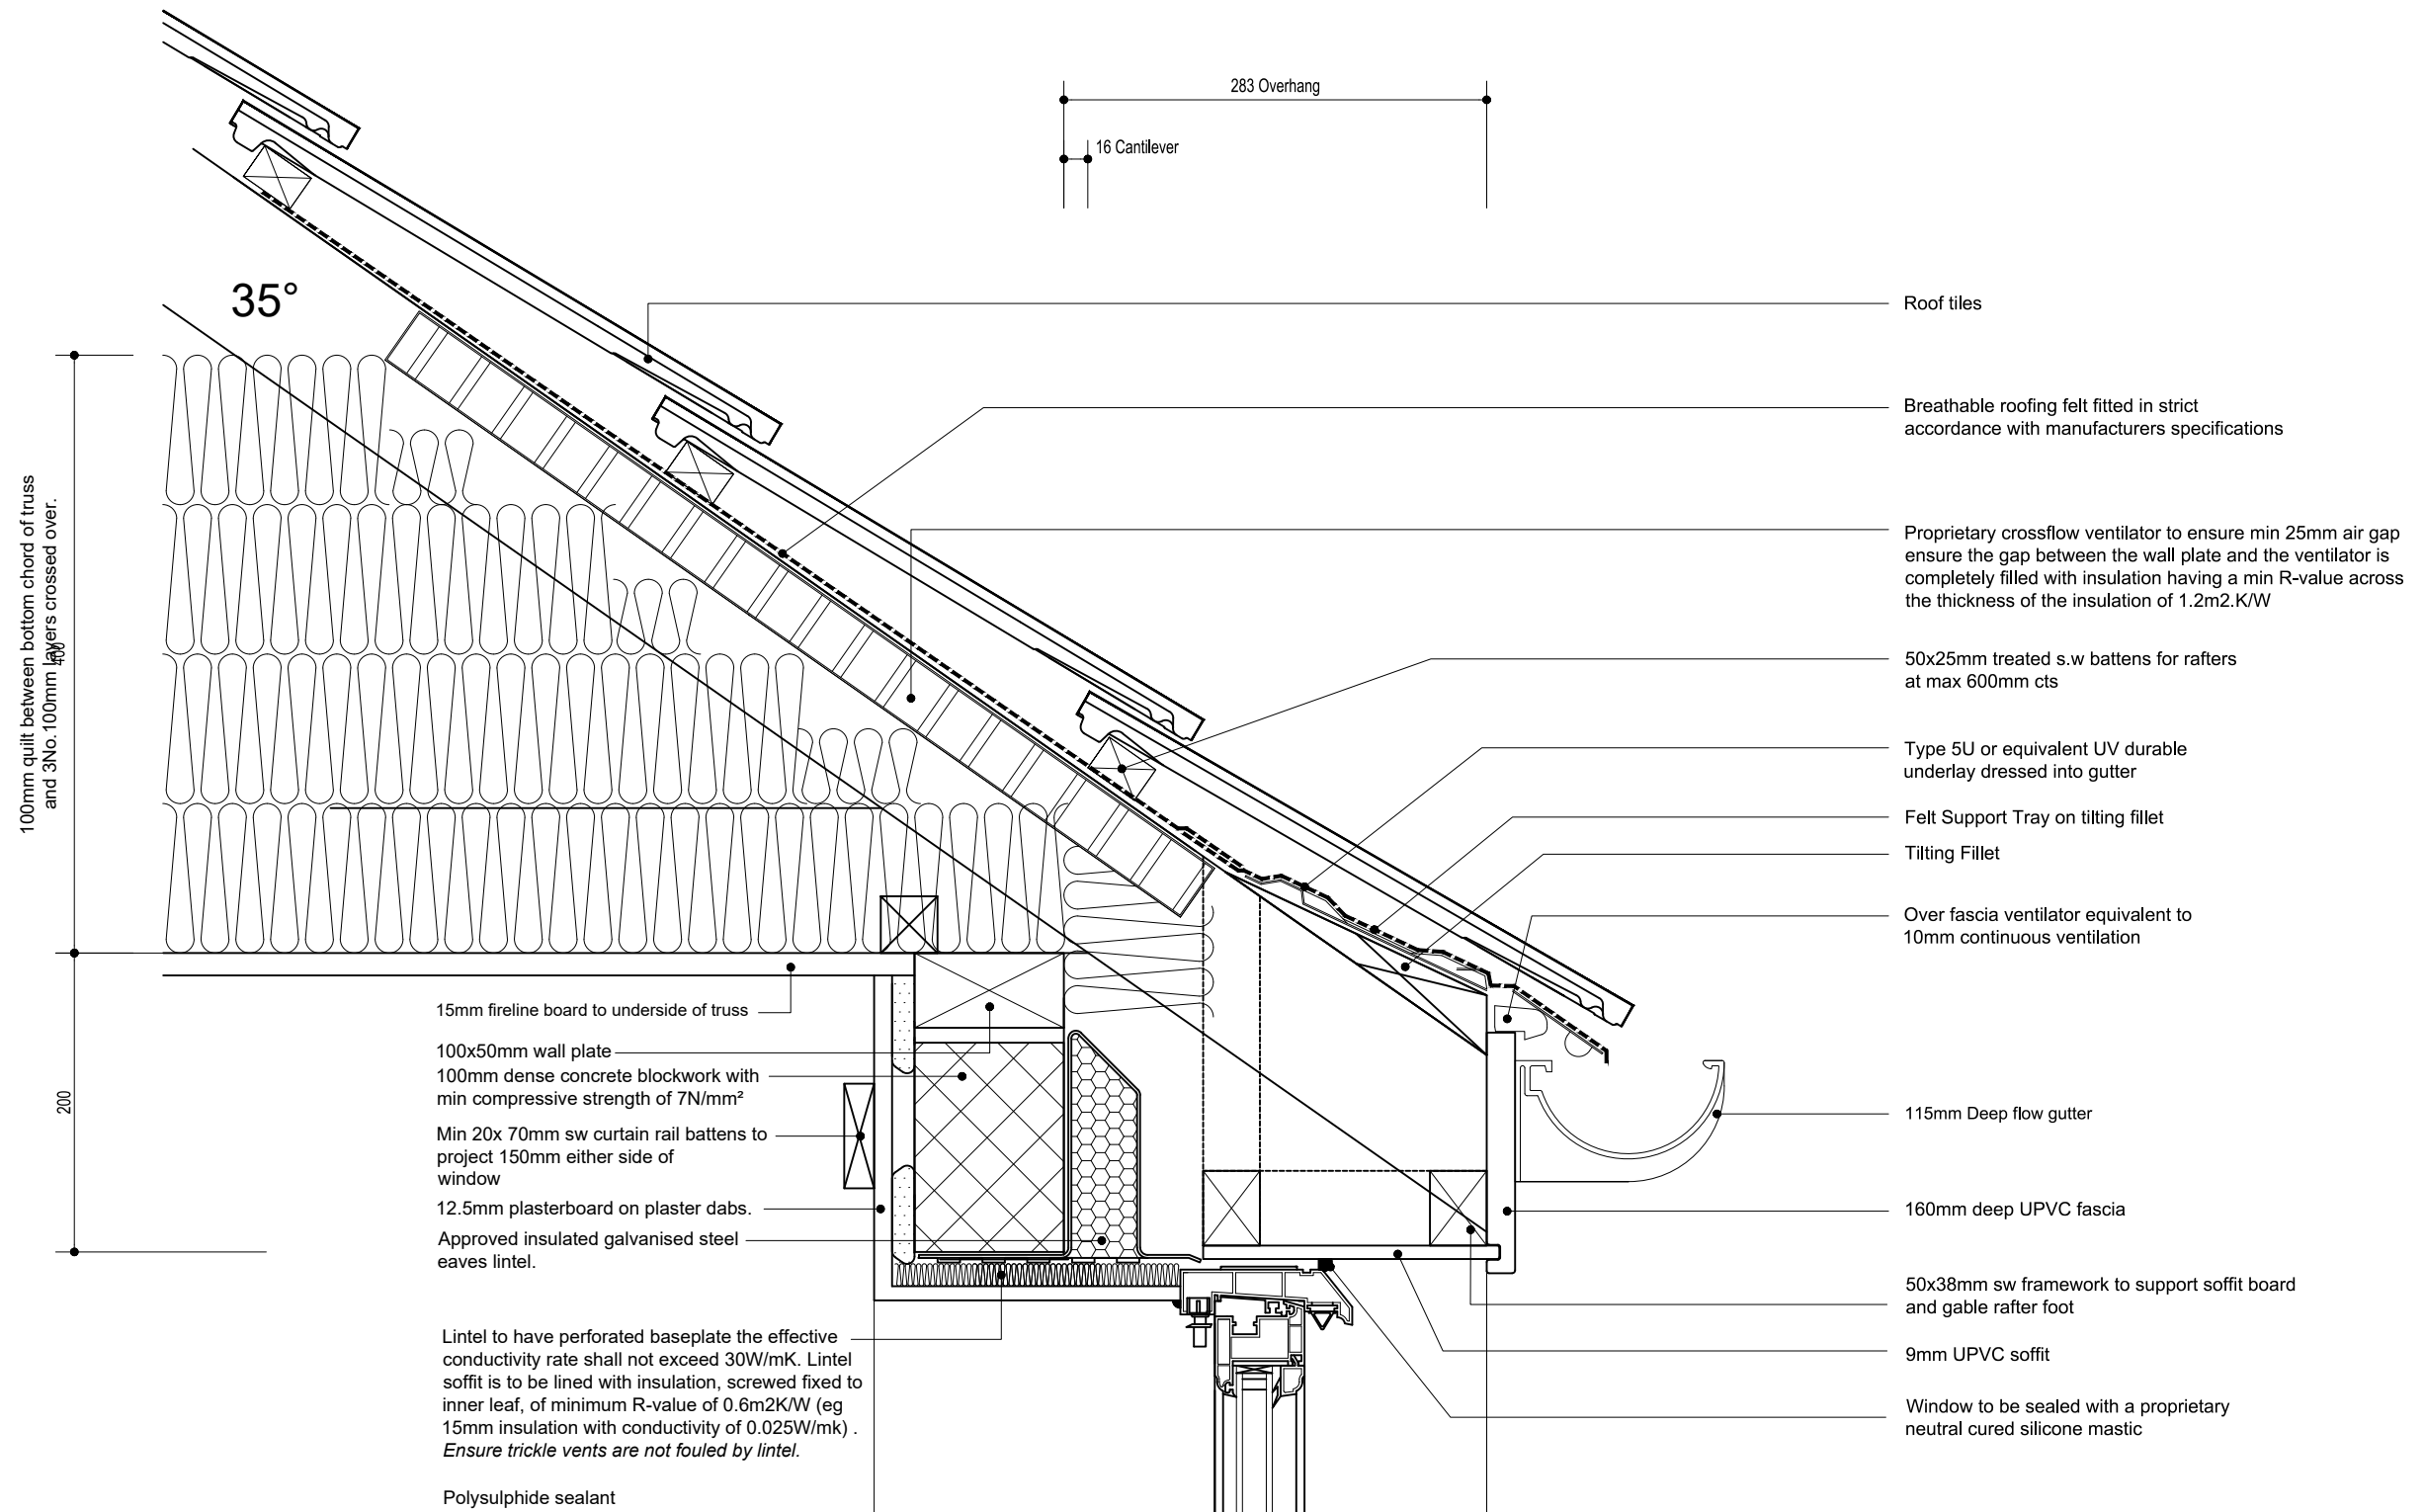 283 Overhang
16 Cantilever
35°
100mm quilt between bottom chord of truss
and 3No.100mm layers crossed over.
400
200
Roof tiles
Breathable roofing felt fitted in strict
accordance with manufacturers specifications
Proprietary crossflow ventilator to ensure min 25mm air gap
ensure the gap between the wall plate and the ventilator is
completely filled with insulation having a min R-value across
the thickness of the insulation of 1.2m2.K/W
50x25mm treated s.w battens for rafters
at max 600mm cts
Type 5U or equivalent UV durable
underlay dressed into gutter
Felt Support Tray on tilting fillet
Tilting Fillet
Over fascia ventilator equivalent to
10mm continuous ventilation
115mm Deep flow gutter
160mm deep UPVC fascia
50x38mm sw framework to support soffit board
and gable rafter foot
9mm UPVC soffit
Window to be sealed with a proprietary
neutral cured silicone mastic
15mm fireline board to underside of truss
100x50mm wall plate
100mm dense concrete blockwork with
min compressive strength of 7N/mm²
Min 20x 70mm sw curtain rail battens to
project 150mm either side of
window
12.5mm plasterboard on plaster dabs.
Approved insulated galvanised steel
eaves lintel.
Lintel to have perforated baseplate the effective
conductivity rate shall not exceed 30W/mK. Lintel
soffit is to be lined with insulation, screwed fixed to
inner leaf, of minimum R-value of 0.6m2K/W (eg
15mm insulation with conductivity of 0.025W/mk) .
Ensure trickle vents are not fouled by lintel.
Polysulphide sealant